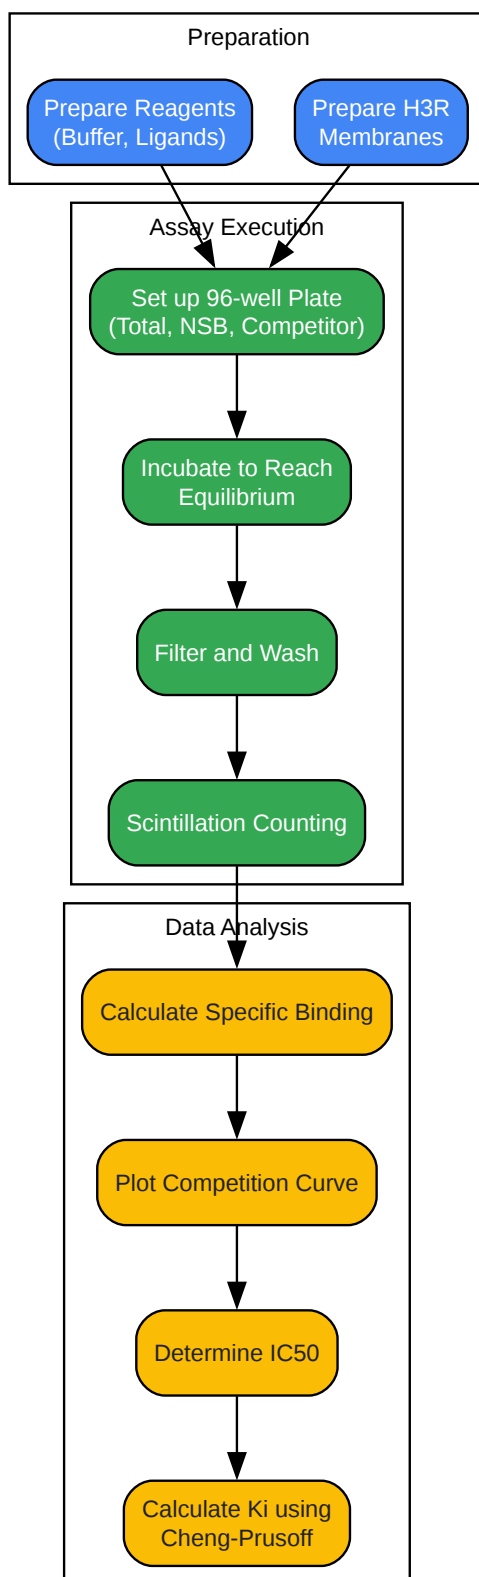 Preparation
Prepare Reagents
(Buffer, Ligands)
Prepare H3R
Membranes
Assay Execution
Set up 96-well Plate
(Total, NSB, Competitor)
Incubate to Reach
Equilibrium
Filter and Wash
Scintillation Counting
Data Analysis
Calculate Specific Binding
Plot Competition Curve
Determine IC50
Calculate Ki using
Cheng-Prusoff